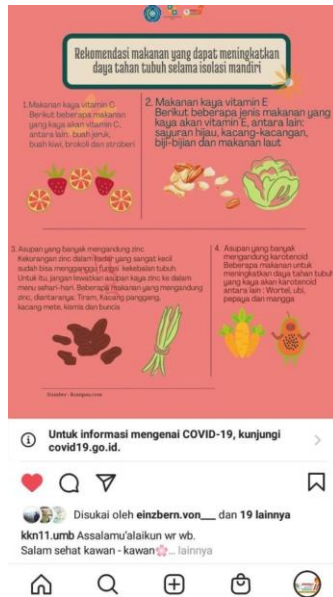 Rekomendasi makanan yang dapat meningkatkan
daya tahan tubuh selama isolasi mandiri
1. Makanan kaya vitamin C
Berikut beberapa makanan
yang kaya akan vitamin C,
antara lain : buah jeruk,
buah kiwi, brokoli dan stroberi
2. Makanan kaya vitamin E
Berikut beberapa jenis makanan yang
kaya akan vitamin E, antara lain:
sayuran hijau, kacang-kacangan,
biji-bijian dan makanan laut
3. Asupan yang banyak mengandung zinc
Kekurangan zinc dalam kadar yang sangat kecil
sudah bisa mengganggu fungsi kekebalan tubuh.
Untuk itu, jangan lewatkan asupan kaya zinc ke dalam
menu sehari-hari. Beberapa makanan yang mengandung
zinc, diantaranya: Tiram, Kacang panggang,
kacang mete, kismis dan buncis
4. Asupan yang banyak
mengandung karotenoid
Beberapa makanan untuk
meningkatkan daya tahan tubuh
yang kaya akan karotenoid
antara lain : Wortel, ubi,
pepaya dan mangga
Sumber : Kompas.com
Untuk informasi mengenai COVID-19, kunjungi
covid19.go.id.
Disukai oleh einzbern.von___ dan 19 lainnya
kkn11.umb Assalamu'alaikun wr wb.
Salam sehat kawan - kawan🌸... lainnya